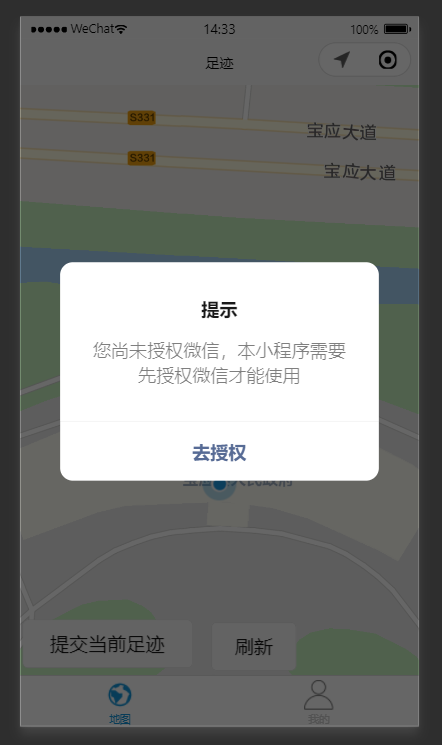 WeChat
14:33
100%
足迹
S331
宝应大道
S331
宝应大道
提示
您尚未授权微信，本小程序需要
先授权微信才能使用
去授权
提交当前足迹
刷新
地图
我的